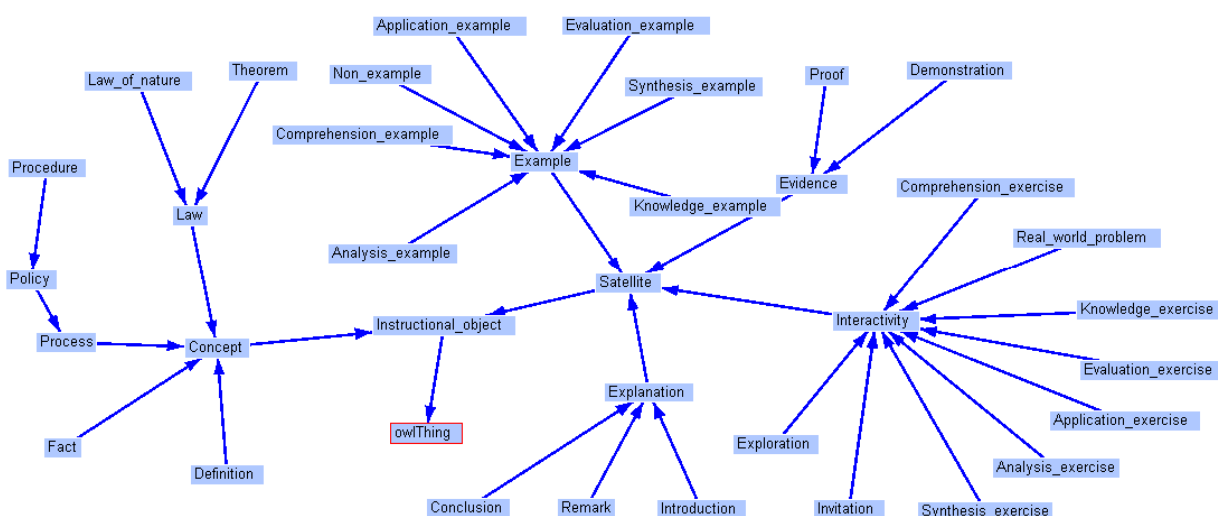 Application_example
Evaluation_example
Theorem
Law_of_nature
Non_example
Proof
Demonstration
Synthesis_example
Comprehension_example
Example
Procedure
Evidence
Comprehension_exercise
Knowledge_example
Law
Real_world_problem
Analysis_example
Policy
Satellite
Knowledge_exercise
Interactivity
Instructional_object
Process
Concept
Evaluation_exercise
Explanation
Application_exercise
owlThing
Fact
Exploration
Analysis_exercise
Definition
Conclusion
Remark
Introduction
Invitation
Synthesis_exercise